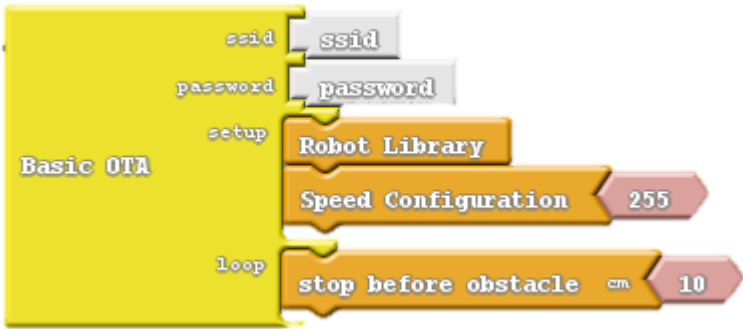 ssid ssid
password password
setup
Robot Library
Basic OTA
Speed Configuration 255
loop
stop before obstacle cm 10